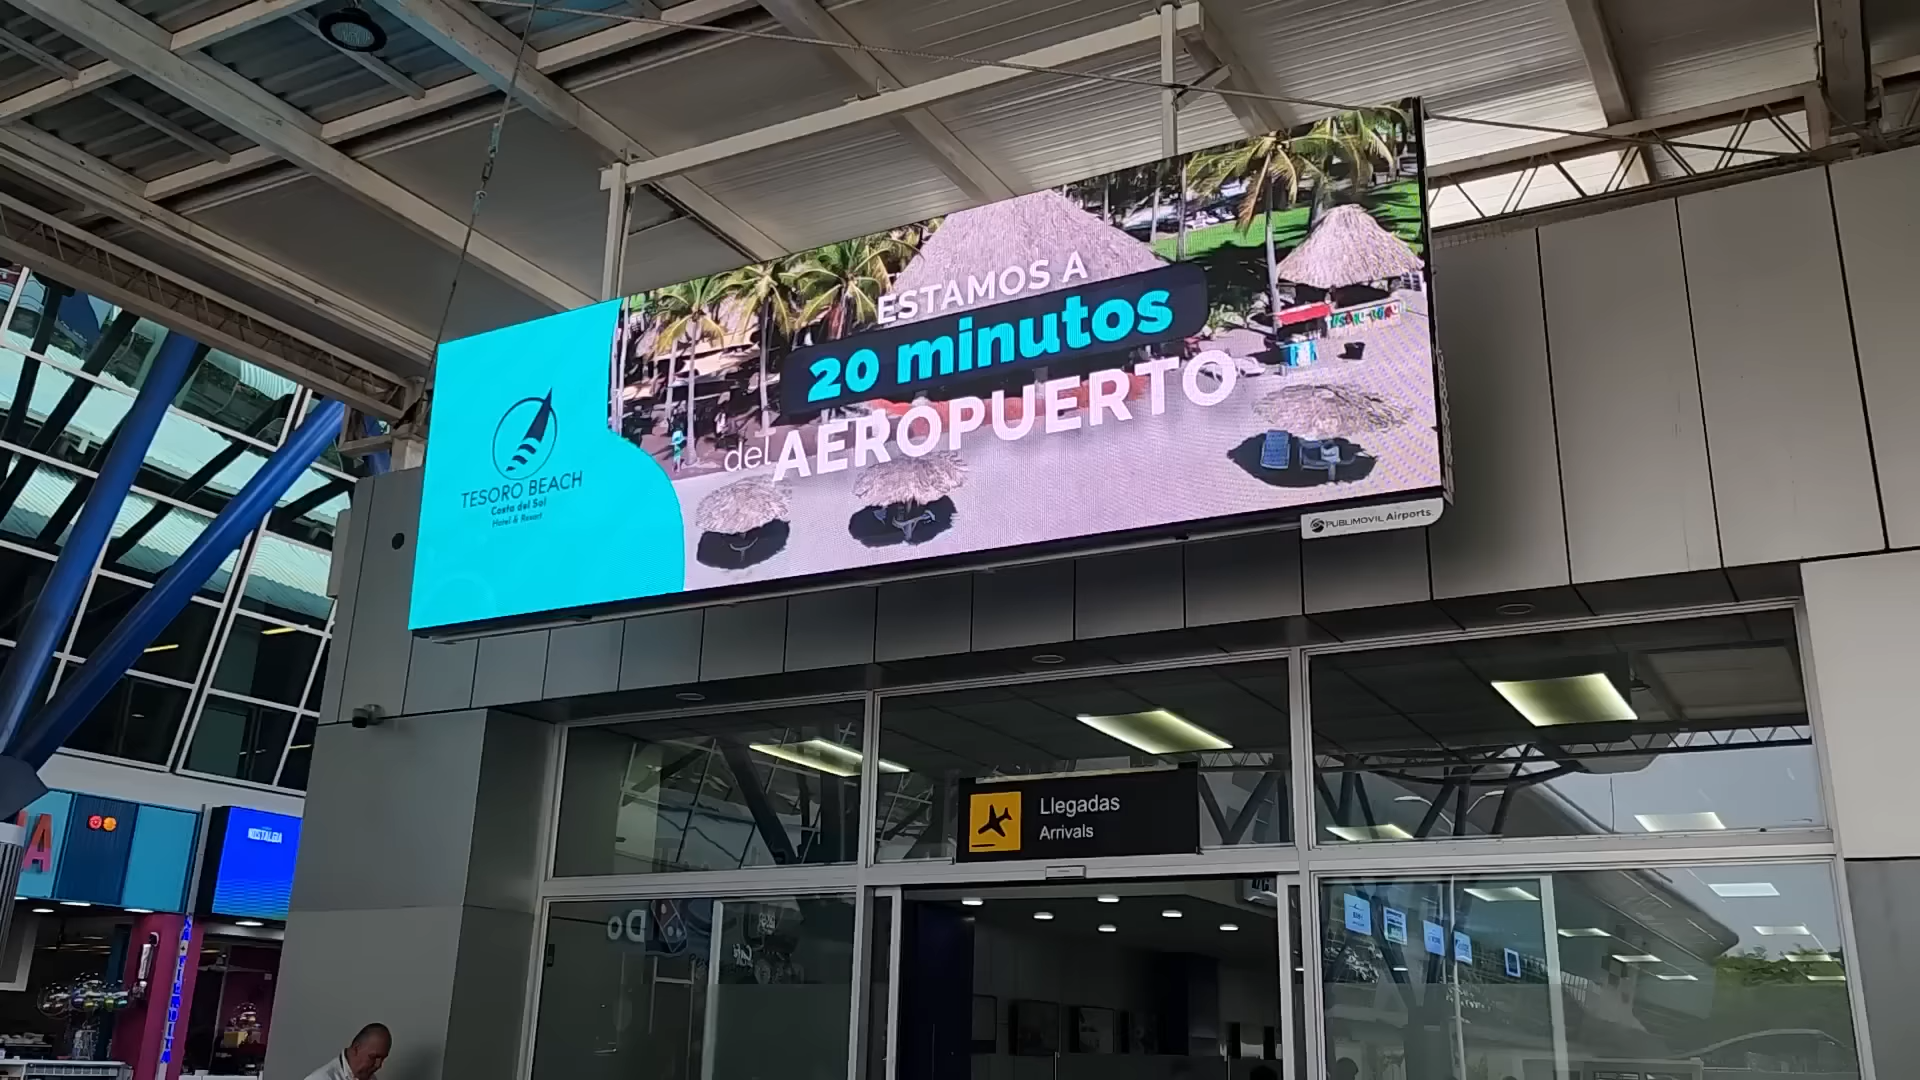 ESTAMOS A
20 minutos
del AEROPUERTO
TESORO BEACH
Costa del Sol
Hotel & Resort
PUBLIMOVIL Airports.
Llegadas
Arrivals
NOSTALGIA